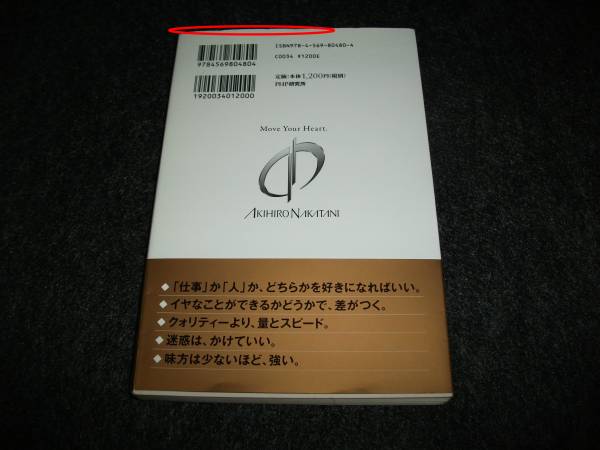 ISBN978-4-569-80480-4
C0034 ¥1200E
定価:本体1,200円(税別)
PHP研究所
9784569804804
1920034012000
Move Your Heart.
AKIHIRO NAKATANI
◆「仕事」か「人」か、どちらかを好きになればいい。
◆イヤなことができるかどうかで、差がつく。
◆クォリティーより、量とスピード。
◆迷惑は、かけていい。
◆味方は少ないほど、強い。